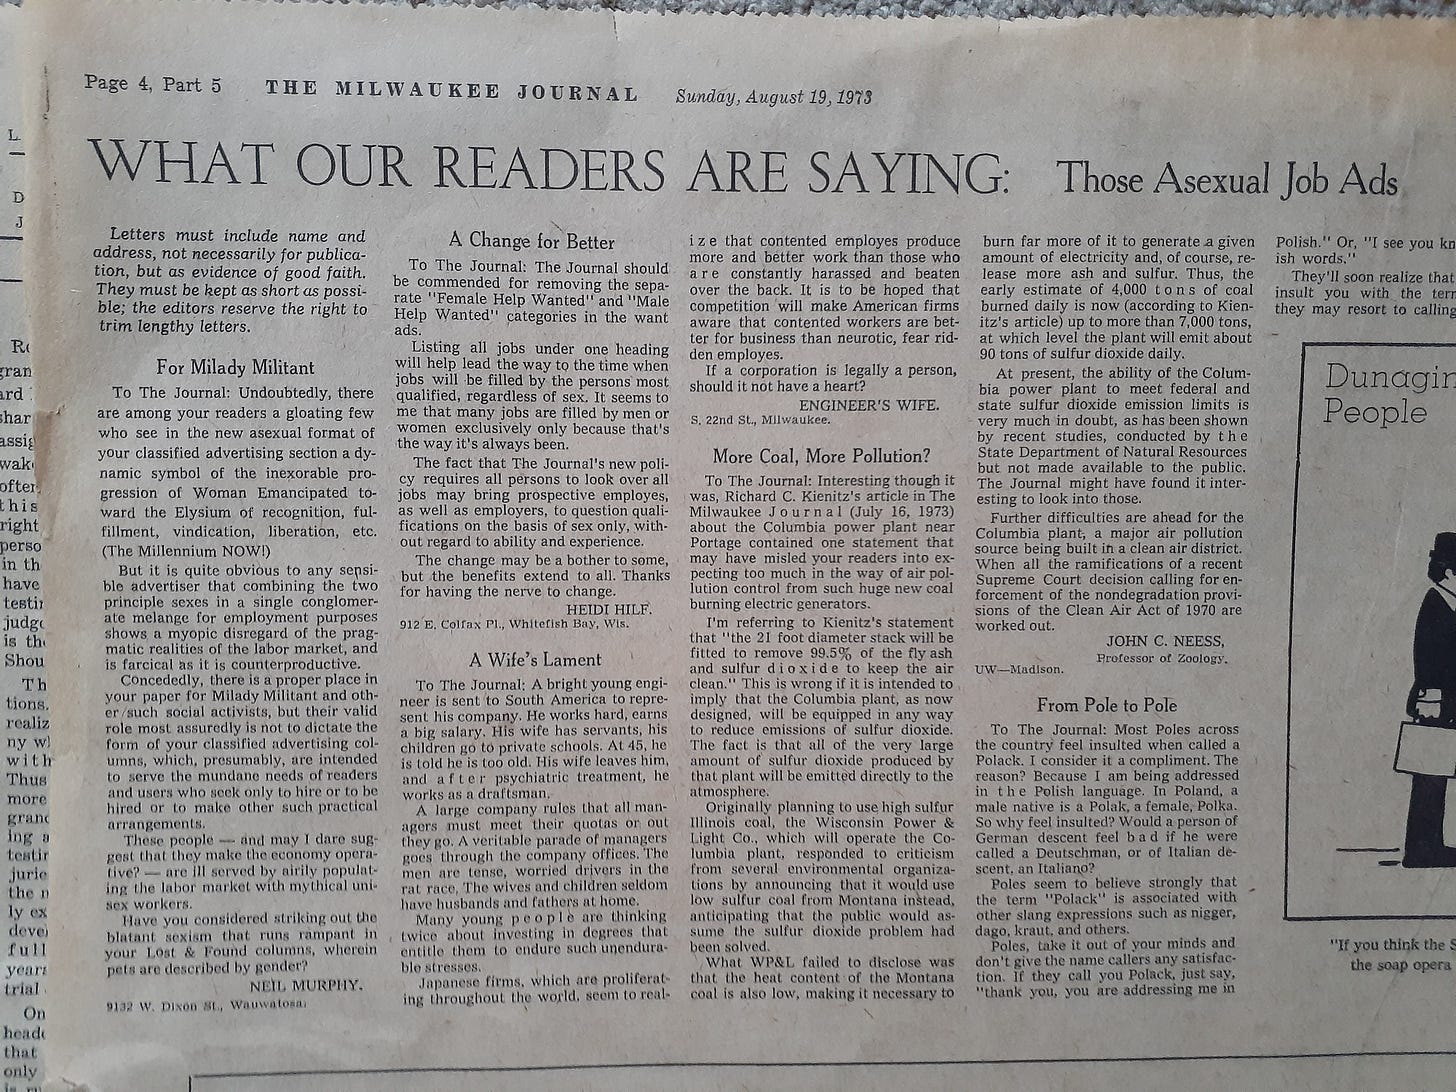 Page 4, Part 5 THE MILWAUKEE JOURNAL Sunday, August 19, 1973
WHAT OUR READERS ARE SAYING: Those Asexual Job Ads
Letters must include name and
address, not necessarily for publica-
tion, but as evidence of good faith.
They must be kept as short as possi-
ble; the editors reserve the right to
trim lengthy letters.
For Milady Militant
To The Journal: Undoubtedly, there
are among your readers a gloating few
who see in the new asexual format of
your classified advertising section a dy-
namic symbol of the inexorable pro-
gression of Woman Emancipated to-
ward the Elysium of recognition, ful-
fillment, vindication, liberation, etc.
(The Millennium NOW!)
But it is quite obvious to any sensi-
ble advertiser that combining the two
principle sexes in a single conglomer-
ate melange for employment purposes
shows a myopic disregard of the prag-
matic realities of the labor market, and
is farcical as it is counterproductive.
Concededly, there is a proper place in
your paper for Milady Militant and oth-
er such social activists, but their valid
role most assuredly is not to dictate the
form of your classified advertising col-
umns, which, presumably, are intended
to serve the mundane needs of readers
and users who seek only to hire or to be
hired or to make other such practical
arrangements.
These people — and may I dare sug-
gest that they make the economy opera-
tive? — are ill served by airily populat-
ing the labor market with mythical uni-
sex workers.
Have you considered striking out the
blatant sexism that runs rampant in
your Lost & Found columns, wherein
pets are described by gender?
NEIL MURPHY.
9132 W. Dixon St., Wauwatosa.
A Change for Better
To The Journal: The Journal should
be commended for removing the sepa-
rate "Female Help Wanted" and "Male
Help Wanted" categories in the want
ads.
Listing all jobs under one heading
will help lead the way to the time when
jobs will be filled by the persons most
qualified, regardless of sex. It seems to
me that many jobs are filled by men or
women exclusively only because that's
the way it's always been.
The fact that The Journal's new poli-
cy requires all persons to look over all
jobs may bring prospective employes,
as well as employers, to question quali-
fications on the basis of sex only, with-
out regard to ability and experience.
The change may be a bother to some,
but the benefits extend to all. Thanks
for having the nerve to change.
HEIDI HILF.
912 E. Colfax Pl., Whitefish Bay, Wis.
A Wife's Lament
To The Journal: A bright young engi-
neer is sent to South America to repre-
sent his company. He works hard, earns
a big salary. His wife has servants, his
children go to private schools. At 45, he
is told he is too old. His wife leaves him,
and after psychiatric treatment, he
works as a draftsman.
A large company rules that all man-
agers must meet their quotas or out
they go. A veritable parade of managers
goes through the company offices. The
men are tense, worried drivers in the
rat race. The wives and children seldom
have husbands and fathers at home.
Many young people are thinking
twice about investing in degrees that
entitle them to endure such unendura-
ble stresses.
Japanese firms, which are proliferat-
ing throughout the world, seem to real-
ize that contented employes produce
more and better work than those who
are constantly harassed and beaten
over the back. It is to be hoped that
competition will make American firms
aware that contented workers are bet-
ter for business than neurotic, fear rid-
den employes.
If a corporation is legally a person,
should it not have a heart?
ENGINEER'S WIFE.
S. 22nd St., Milwaukee.
More Coal, More Pollution?
To The Journal: Interesting though it
was, Richard C. Kienitz's article in The
Milwaukee Journal (July 16, 1973)
about the Columbia power plant near
Portage contained one statement that
may have misled your readers into ex-
pecting too much in the way of air pol-
lution control from such huge new coal
burning electric generators.
I'm referring to Kienitz's statement
that "the 21 foot diameter stack will be
fitted to remove 99.5% of the fly ash
and sulfur dioxide to keep the air
clean." This is wrong if it is intended to
imply that the Columbia plant, as now
designed, will be equipped in any way
to reduce emissions of sulfur dioxide.
The fact is that all of the very large
amount of sulfur dioxide produced by
that plant will be emitted directly to the
atmosphere.
Originally planning to use high sulfur
Illinois coal, the Wisconsin Power &
Light Co., which will operate the Co-
lumbia plant, responded to criticism
from several environmental organiza-
tions by announcing that it would use
low sulfur coal from Montana instead,
anticipating that the public would as-
sume the sulfur dioxide problem had
been solved.
What WP&L failed to disclose was
that the heat content of the Montana
coal is also low, making it necessary to
burn far more of it to generate a given
amount of electricity and, of course, re-
lease more ash and sulfur. Thus, the
early estimate of 4,000 tons of coal
burned daily is now (according to Kien-
itz's article) up to more than 7,000 tons,
at which level the plant will emit about
90 tons of sulfur dioxide daily.
At present, the ability of the Colum-
bia power plant to meet federal and
state sulfur dioxide emission limits is
very much in doubt, as has been shown
by recent studies, conducted by the
State Department of Natural Resources
but not made available to the public.
The Journal might have found it inter-
esting to look into those.
Further difficulties are ahead for the
Columbia plant, a major air pollution
source being built in a clean air district.
When all the ramifications of a recent
Supreme Court decision calling for en-
forcement of the nondegradation provi-
sions of the Clean Air Act of 1970 are
worked out.
JOHN C. NEESS,
Professor of Zoology.
UW—Madison.
From Pole to Pole
To The Journal: Most Poles across
the country feel insulted when called a
Polack. I consider it a compliment. The
reason? Because I am being addressed
in the Polish language. In Poland, a
male native is a Polak, a female, Polka.
So why feel insulted? Would a person of
German descent feel bad if he were
called a Deutschman, or of Italian de-
scent, an Italiano?
Poles seem to believe strongly that
the term "Polack" is associated with
other slang expressions such as nigger,
dago, kraut, and others.
Poles, take it out of your minds and
don't give the name callers any satisfac-
tion. If they call you Polack, just say,
"thank you, you are addressing me in
Polish." Or, "I see you kn
ish words."
They'll soon realize that
insult you with the term
they may resort to calling
Dunagin
People
"If you think the S
the soap opera